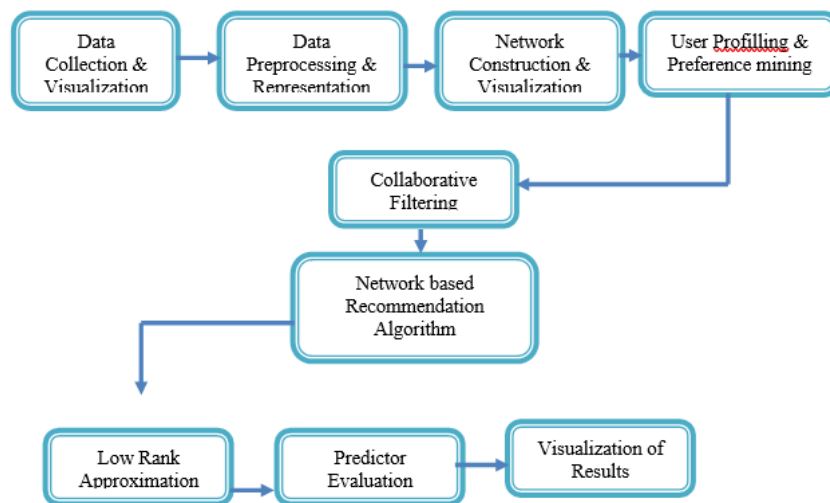 Data
Collection &
Visualization
Data
Preprocessing &
Representation
Network
Construction &
Visualization
User Profilling &
Preference mining
Collaborative
Filtering
Network based
Recommendation
Algorithm
Low Rank
Approximation
Predictor
Evaluation
Visualization of
Results